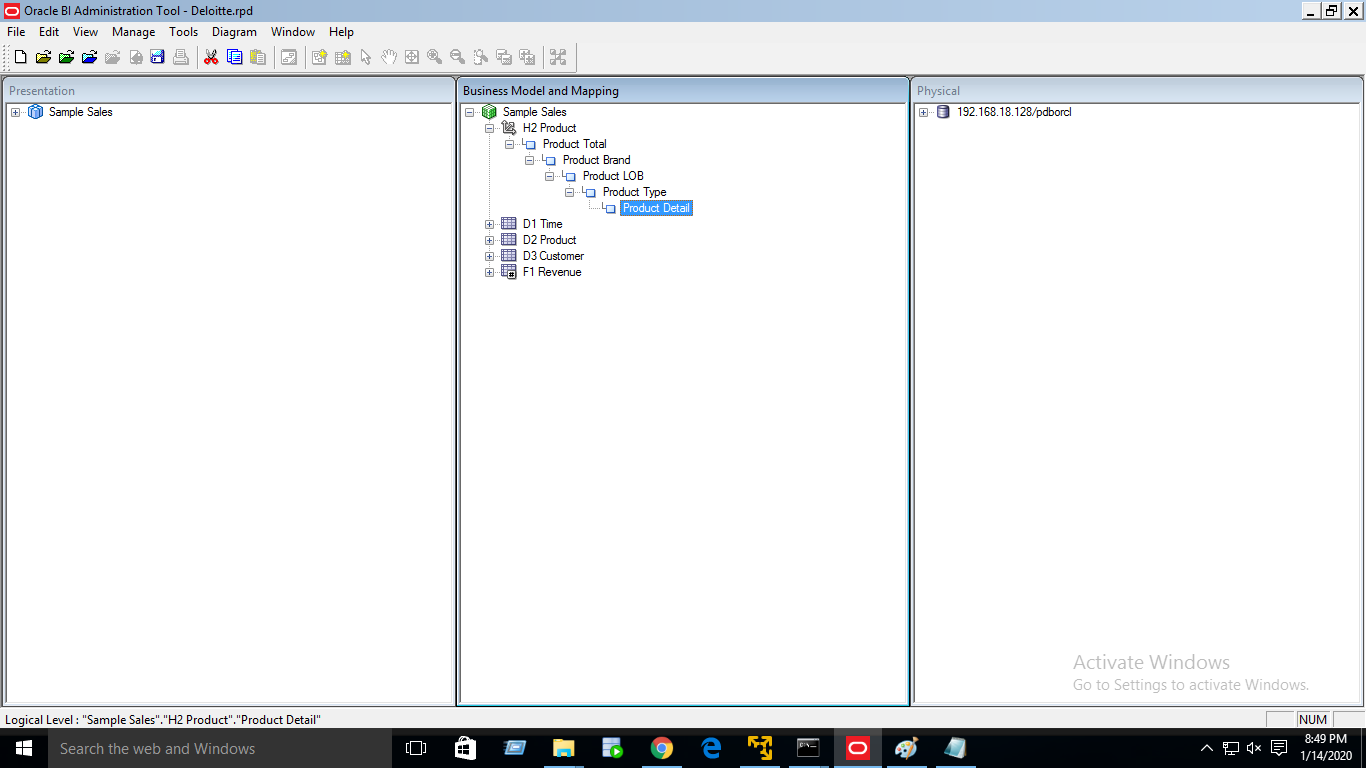 Oracle BI Administration Tool - Deloitte.rpd
File Edit View Manage Tools Diagram Window Help
Presentation
Sample Sales
Business Model and Mapping
Sample Sales
H2 Product
Product Total
Product Brand
Product LOB
Product Type
Product Detail
D1 Time
D2 Product
D3 Customer
F1 Revenue
Physical
192.168.18.128/pdborcl
Activate Windows
Go to Settings to activate Windows.
Logical Level : "Sample Sales"."H2 Product"."Product Detail"
NUM
Search the web and Windows
8:49 PM
1/14/2020